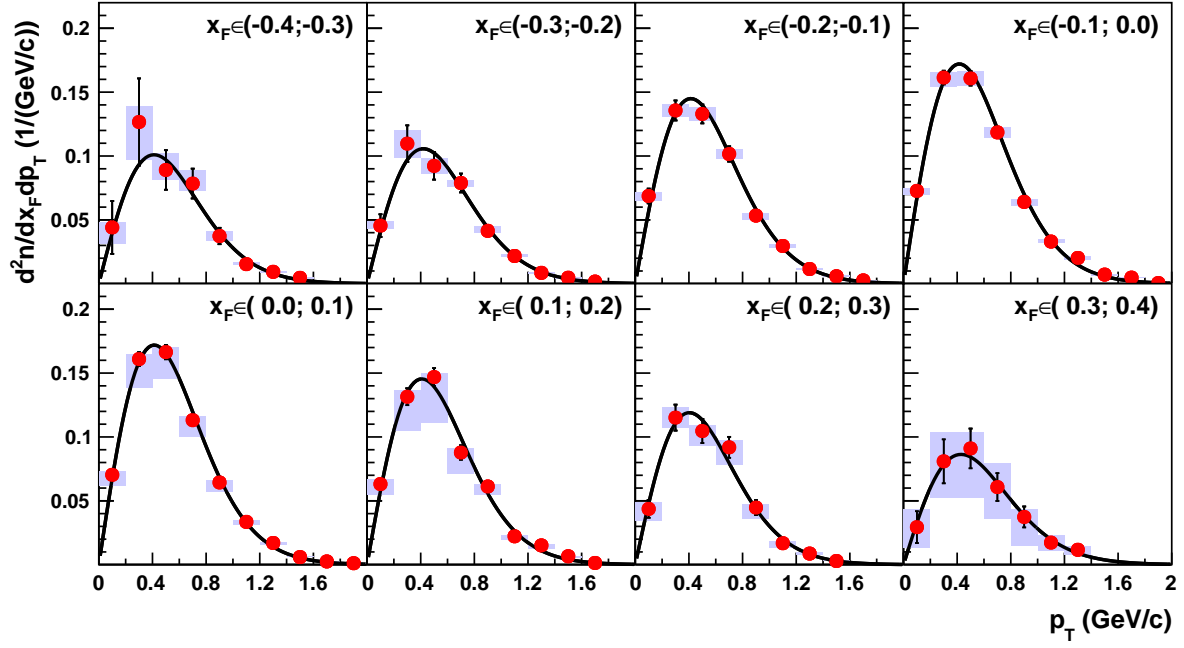 d²n/dx_F dp_T (1/(GeV/c))
x_F∈(-0.4;-0.3) x_F∈(-0.3;-0.2) x_F∈(-0.2;-0.1) x_F∈(-0.1; 0.0)
0.2
0.15
0.1
0.05
x_F∈( 0.0; 0.1) x_F∈( 0.1; 0.2) x_F∈( 0.2; 0.3) x_F∈( 0.3; 0.4)
0.2
0.15
0.1
0.05
0 0.4 0.8 1.2 1.6 0 0.4 0.8 1.2 1.6 0 0.4 0.8 1.2 1.6 0 0.4 0.8 1.2 1.6 2
p_T (GeV/c)